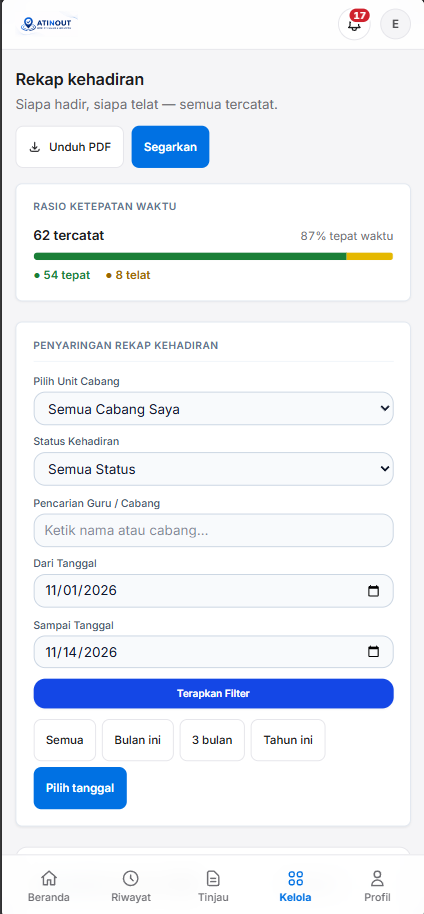 ATINOUT
17
E
Rekap kehadiran
Siapa hadir, siapa telat — semua tercatat.
Unduh PDF
Segarkan
RASIO KETEPATAN WAKTU
62 tercatat
87% tepat waktu
● 54 tepat ● 8 telat
PENYARINGAN REKAP KEHADIRAN
Pilih Unit Cabang
Semua Cabang Saya
Status Kehadiran
Semua Status
Pencarian Guru / Cabang
Ketik nama atau cabang...
Dari Tanggal
11/01/2026
Sampai Tanggal
11/14/2026
Terapkan Filter
Semua
Bulan ini
3 bulan
Tahun ini
Pilih tanggal
Beranda
Riwayat
Tinjau
Kelola
Profil